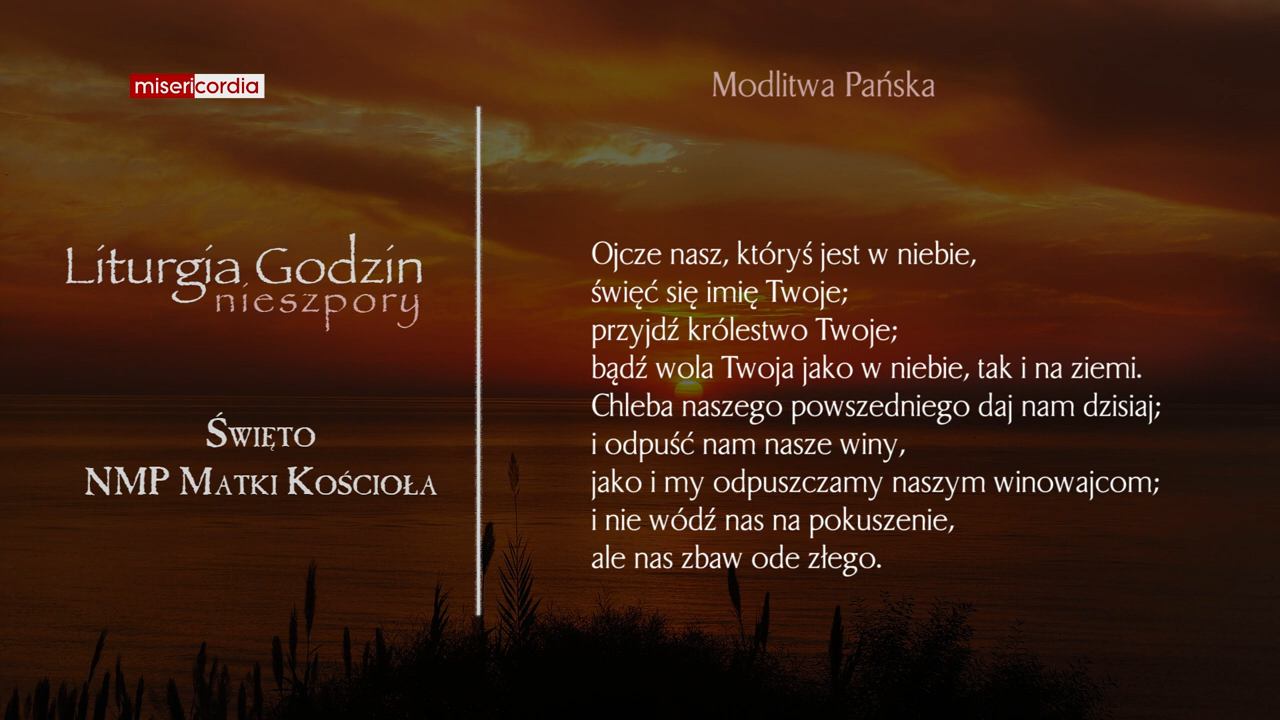 misericordia
Liturgia Godzin
nieszpory
Święto
NMP Matki Kościoła
Modlitwa Pańska
Ojcze nasz, któryś jest w niebie,
święć się imię Twoje;
przyjdź królestwo Twoje;
bądź wola Twoja jako w niebie, tak i na ziemi.
Chleba naszego powszedniego daj nam dzisiaj;
i odpuść nam nasze winy,
jako i my odpuszczamy naszym winowajcom;
i nie wódź nas na pokuszenie,
ale nas zbaw ode złego.